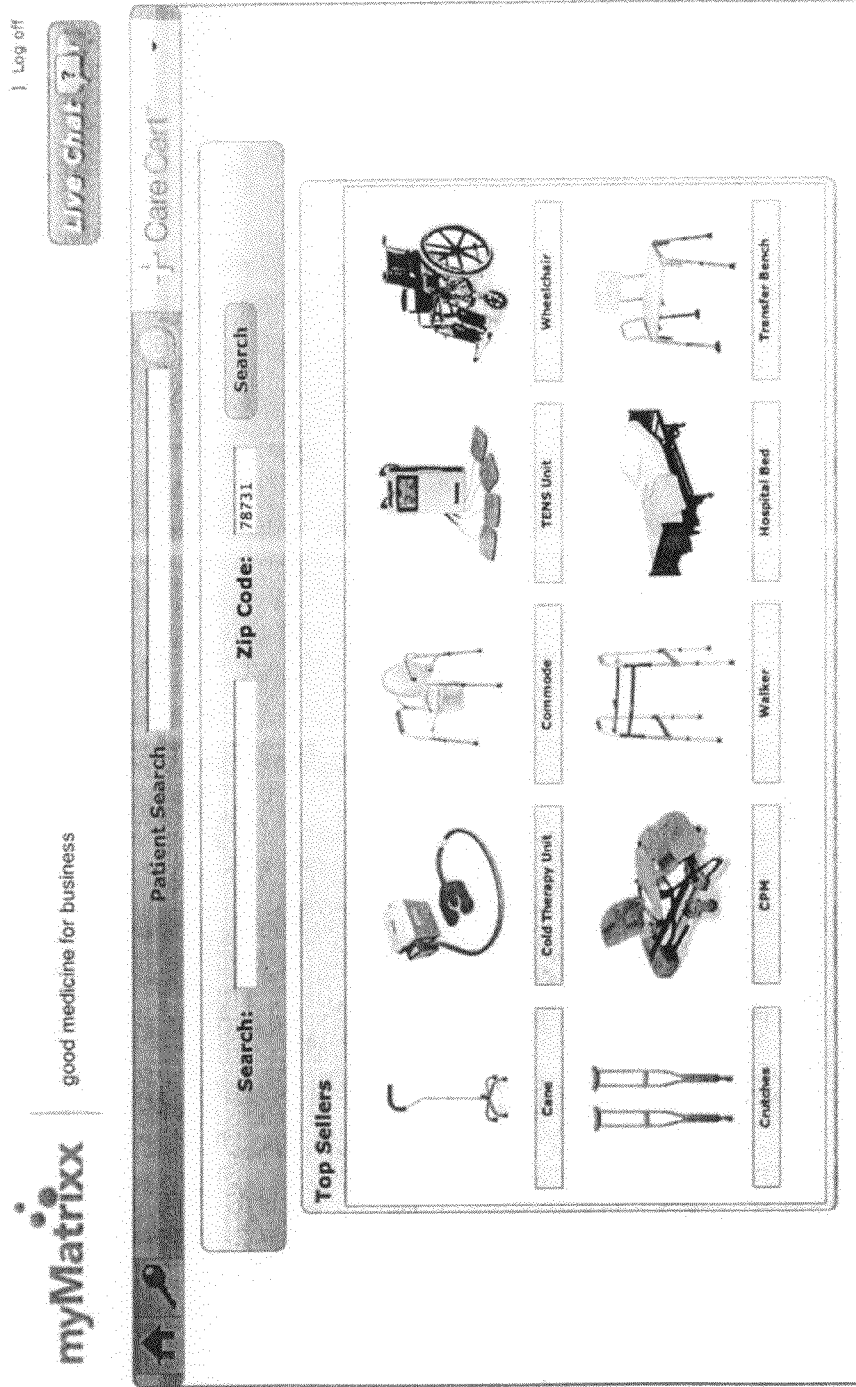 | Log off
myMatrixx | good medicine for business
Live Chat ?
Patient Search
Care Cart
Search:
Zip Code: 78731
Search
Top Sellers
Cane
Cold Therapy Unit
Commode
TENS Unit
Wheelchair
Crutches
CPM
Walker
Hospital Bed
Transfer Bench